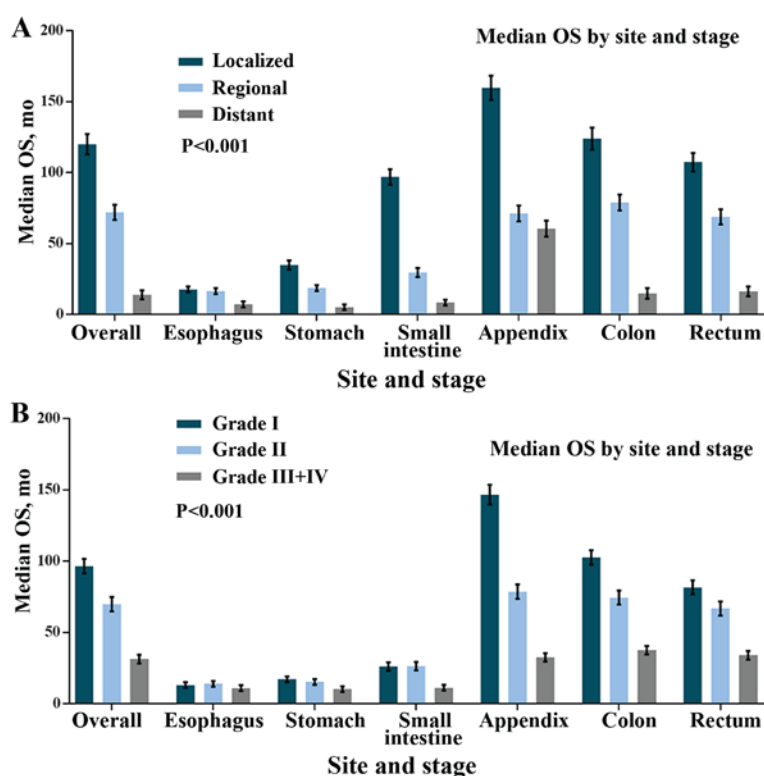 A
Median OS by site and stage
Localized
Regional
Distant
P<0.001
Median OS, mo
200
150
100
50
0
Overall Esophagus Stomach Small intestine Appendix Colon Rectum
Site and stage
B
Median OS by site and stage
Grade I
Grade II
Grade III+IV
P<0.001
Median OS, mo
200
150
100
50
0
Overall Esophagus Stomach Small intestine Appendix Colon Rectum
Site and stage